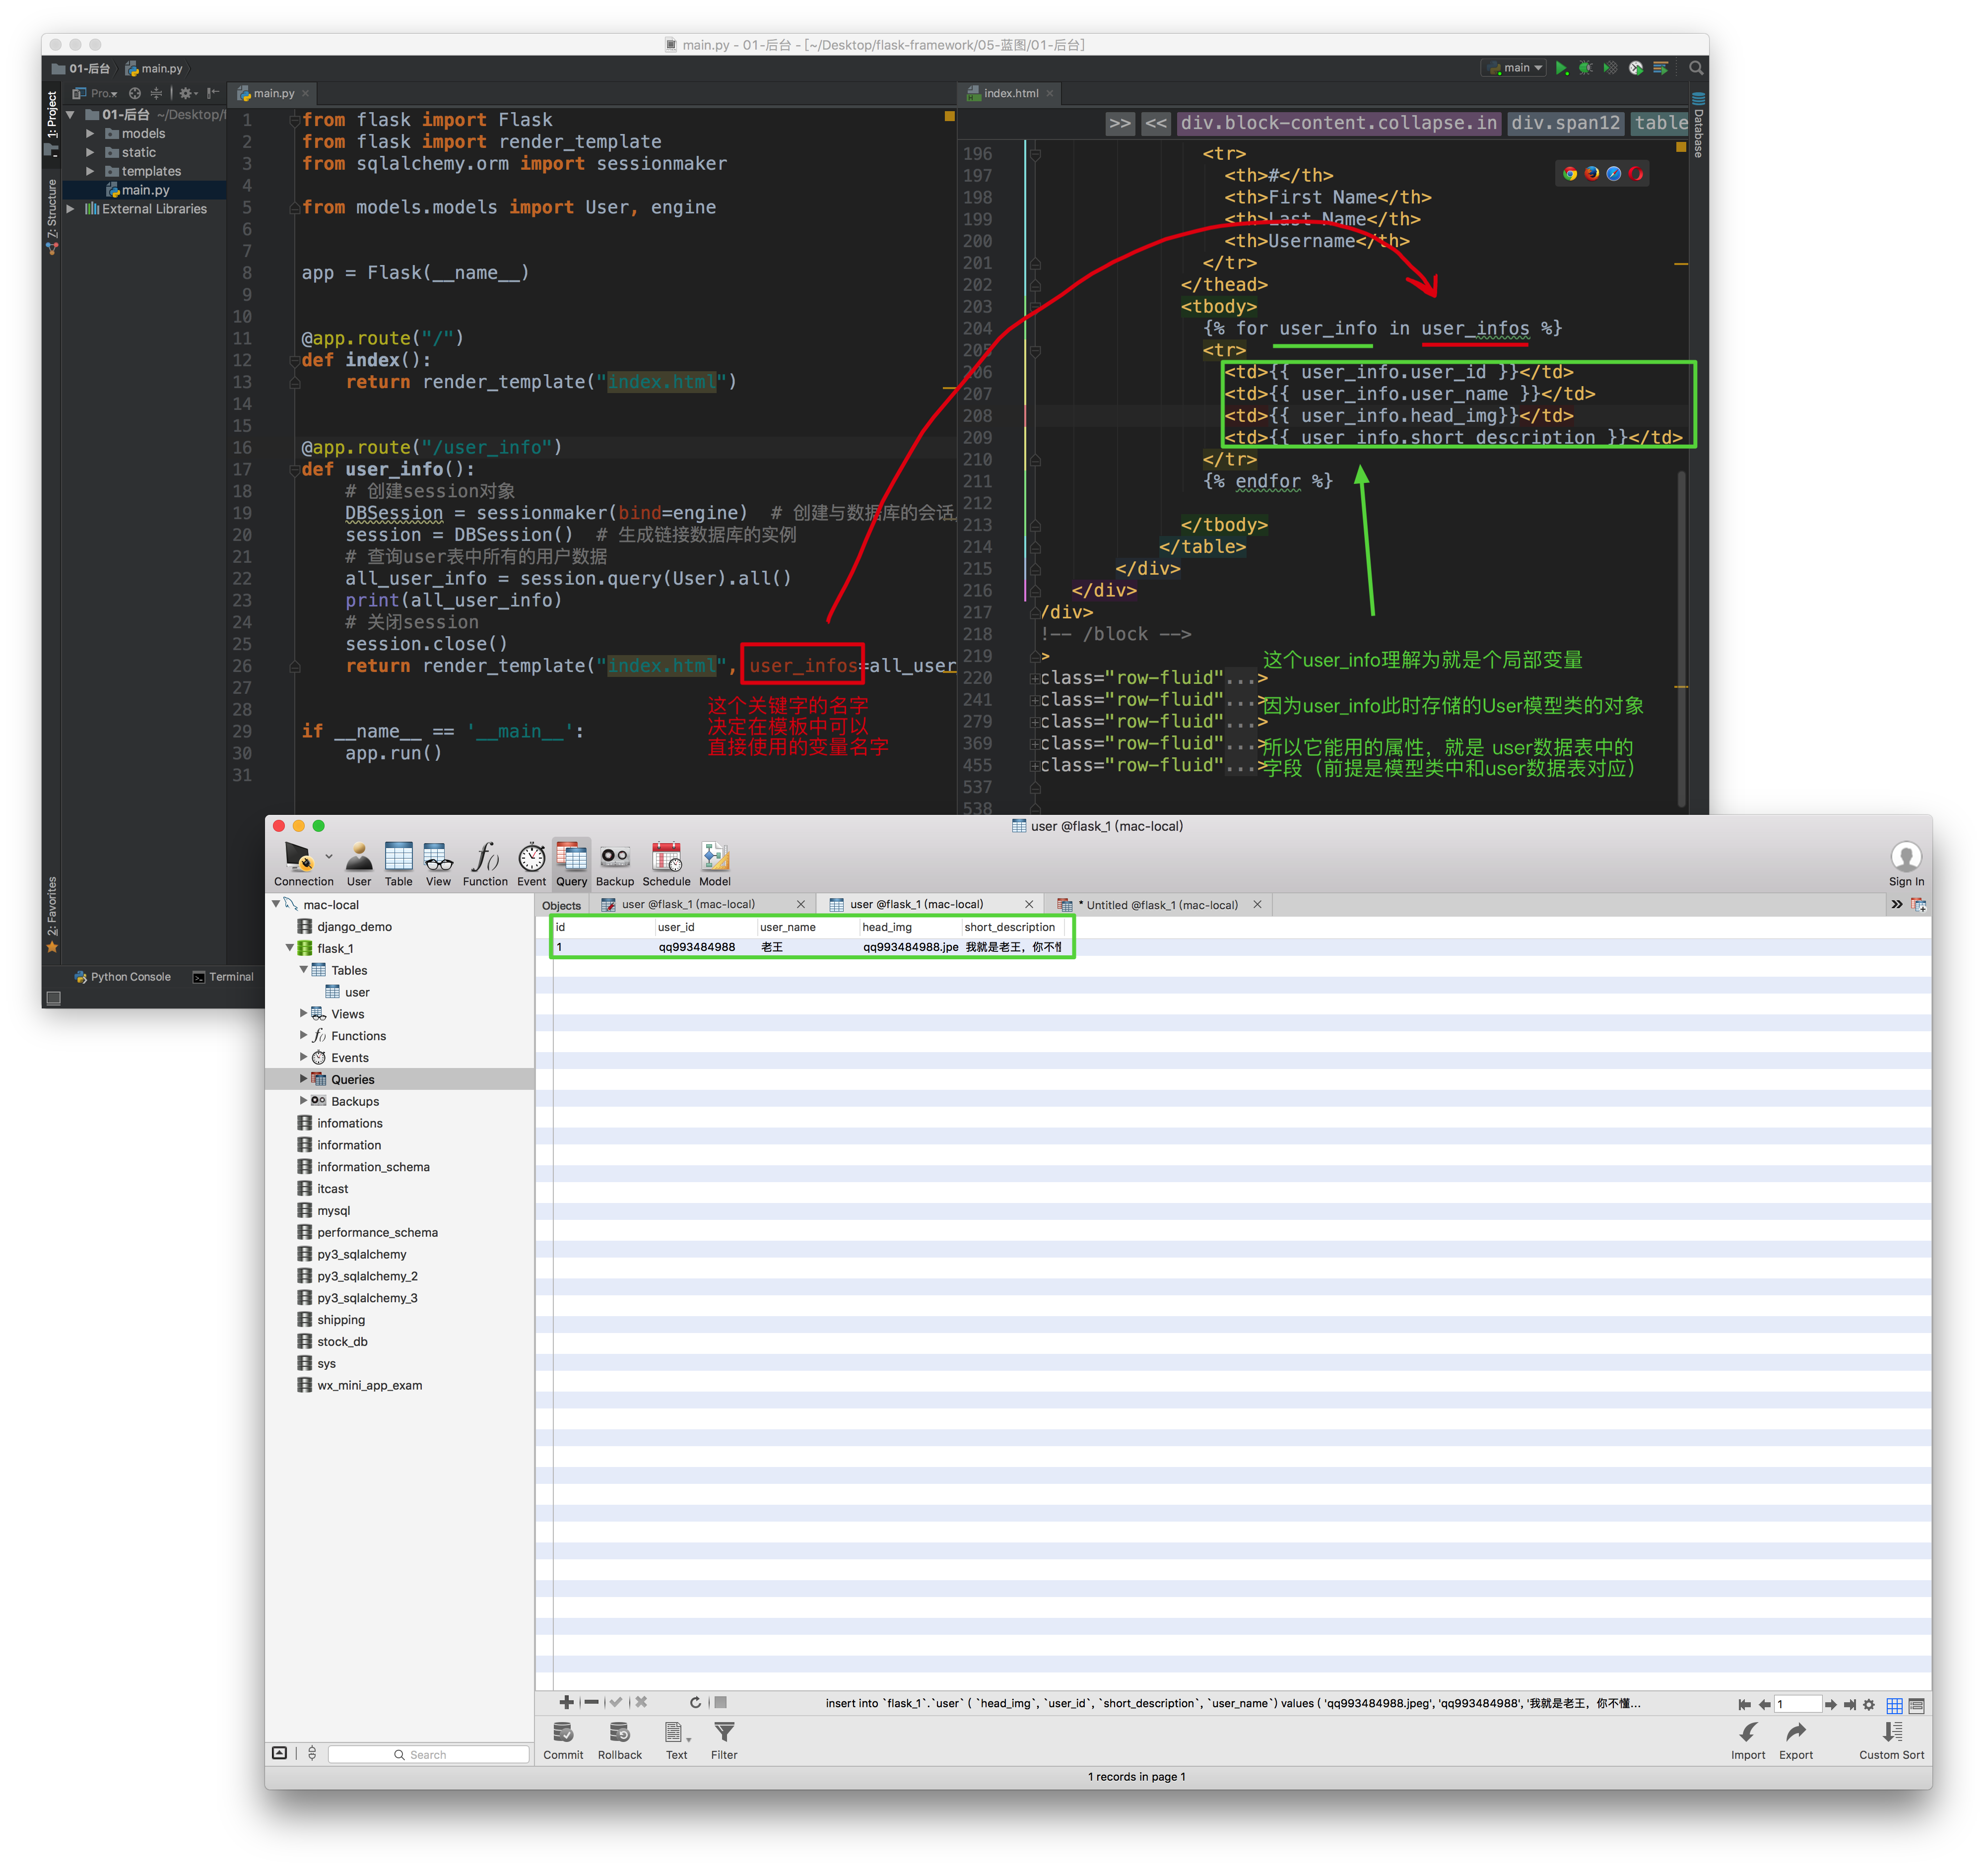 main.py - 01-后台 - [~/Desktop/flask-framework/05-蓝图/01-后台]
01-后台
main.py
main
1: Project
Pro..
main.py
index.html
Database
01-后台 ~/Desktop/f
models
static
templates
main.py
External Libraries
7: Structure
2: Favorites
1 from flask import Flask
2 from flask import render_template
3 from sqlalchemy.orm import sessionmaker
4
5 from models.models import User, engine
6
7
8 app = Flask(__name__)
9
10
11 @app.route("/")
12 def index():
13 return render_template("index.html")
14
15
16 @app.route("/user_info")
17 def user_info():
18 # 创建session对象
19 DBSession = sessionmaker(bind=engine) # 创建与数据库的会话
20 session = DBSession() # 生成链接数据库的实例
21 # 查询user表中所有的用户数据
22 all_user_info = session.query(User).all()
23 print(all_user_info)
24 # 关闭session
25 session.close()
26 return render_template("index.html", user_infos=all_user
27
28
29 if __name__ == '__main__':
30 app.run()
31
这个关键字的名字
决定在模板中可以
直接使用的变量名字
>> << div.block-content.collapse.in div.span12 table
196 <tr>
197 <th>#</th>
198 <th>First Name</th>
199 <th>Last Name</th>
200 <th>Username</th>
201 </tr>
202 </thead>
203 <tbody>
204 {% for user_info in user_infos %}
205 <tr>
206 <td>{{ user_info.user_id }}</td>
207 <td>{{ user_info.user_name }}</td>
208 <td>{{ user_info.head_img}}</td>
209 <td>{{ user_info.short_description }}</td>
210 </tr>
211 {% endfor %}
212
213 </tbody>
214 </table>
215 </div>
216 </div>
217 /div>
218 !-- /block -->
219 >
220 class="row-fluid"...>
241 class="row-fluid"...>
279 class="row-fluid"...>
369 class="row-fluid"...>
455 class="row-fluid"...>
537
538
这个user_info理解为就是个局部变量
因为user_info此时存储的User模型类的对象
所以它能用的属性，就是 user数据表中的
字段（前提是模型类中和user数据表对应）
Python Console
Terminal
user @flask_1 (mac-local)
Connection User Table View Function Event Query Backup Schedule Model
Sign In
Objects
user @flask_1 (mac-local)
user @flask_1 (mac-local)
* Untitled @flask_1 (mac-local)
mac-local
django_demo
flask_1
Tables
user
Views
Functions
Events
Queries
Backups
infomations
information
information_schema
itcast
mysql
performance_schema
py3_sqlalchemy
py3_sqlalchemy_2
py3_sqlalchemy_3
shipping
stock_db
sys
wx_mini_app_exam
id user_id user_name head_img short_description
1 qq993484988 老王 qq993484988.jpe 我就是老王，你不
insert into `flask_1`.`user` ( `head_img`, `user_id`, `short_description`, `user_name`) values ( 'qq993484988.jpeg', 'qq993484988', '我就是老王，你不懂...
1
Commit Rollback Text Filter
Import Export Custom Sort
Search
1 records in page 1